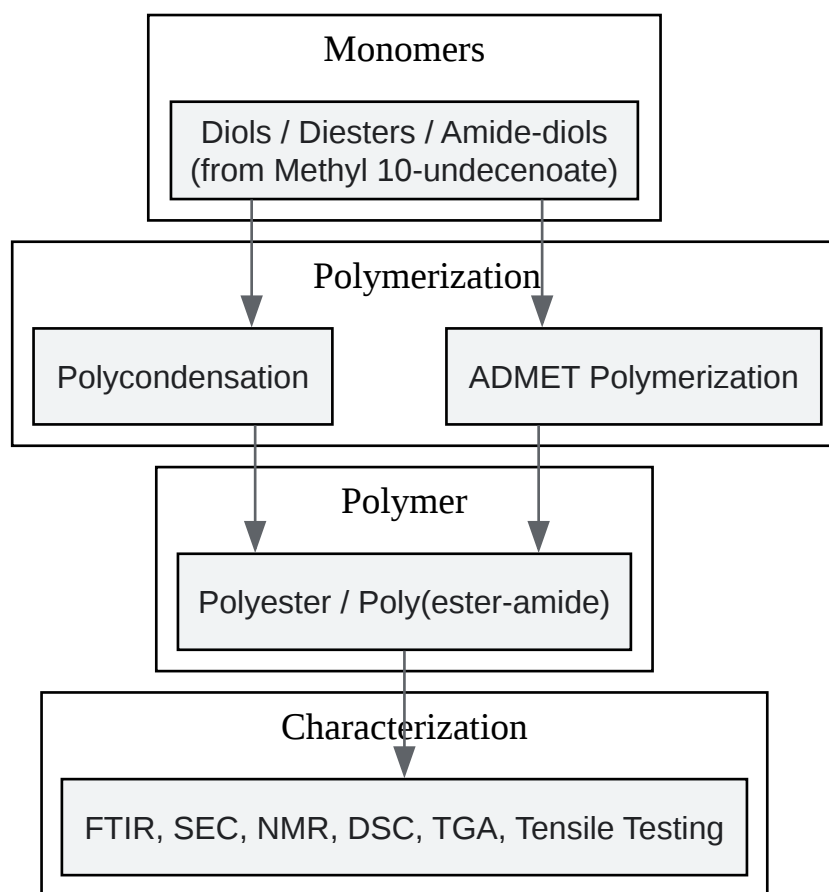 Monomers
Diols / Diesters / Amide-diols
(from Methyl 10-undecenoate)
Polymerization
Polycondensation
ADMET Polymerization
Polymer
Polyester / Poly(ester-amide)
Characterization
FTIR, SEC, NMR, DSC, TGA, Tensile Testing